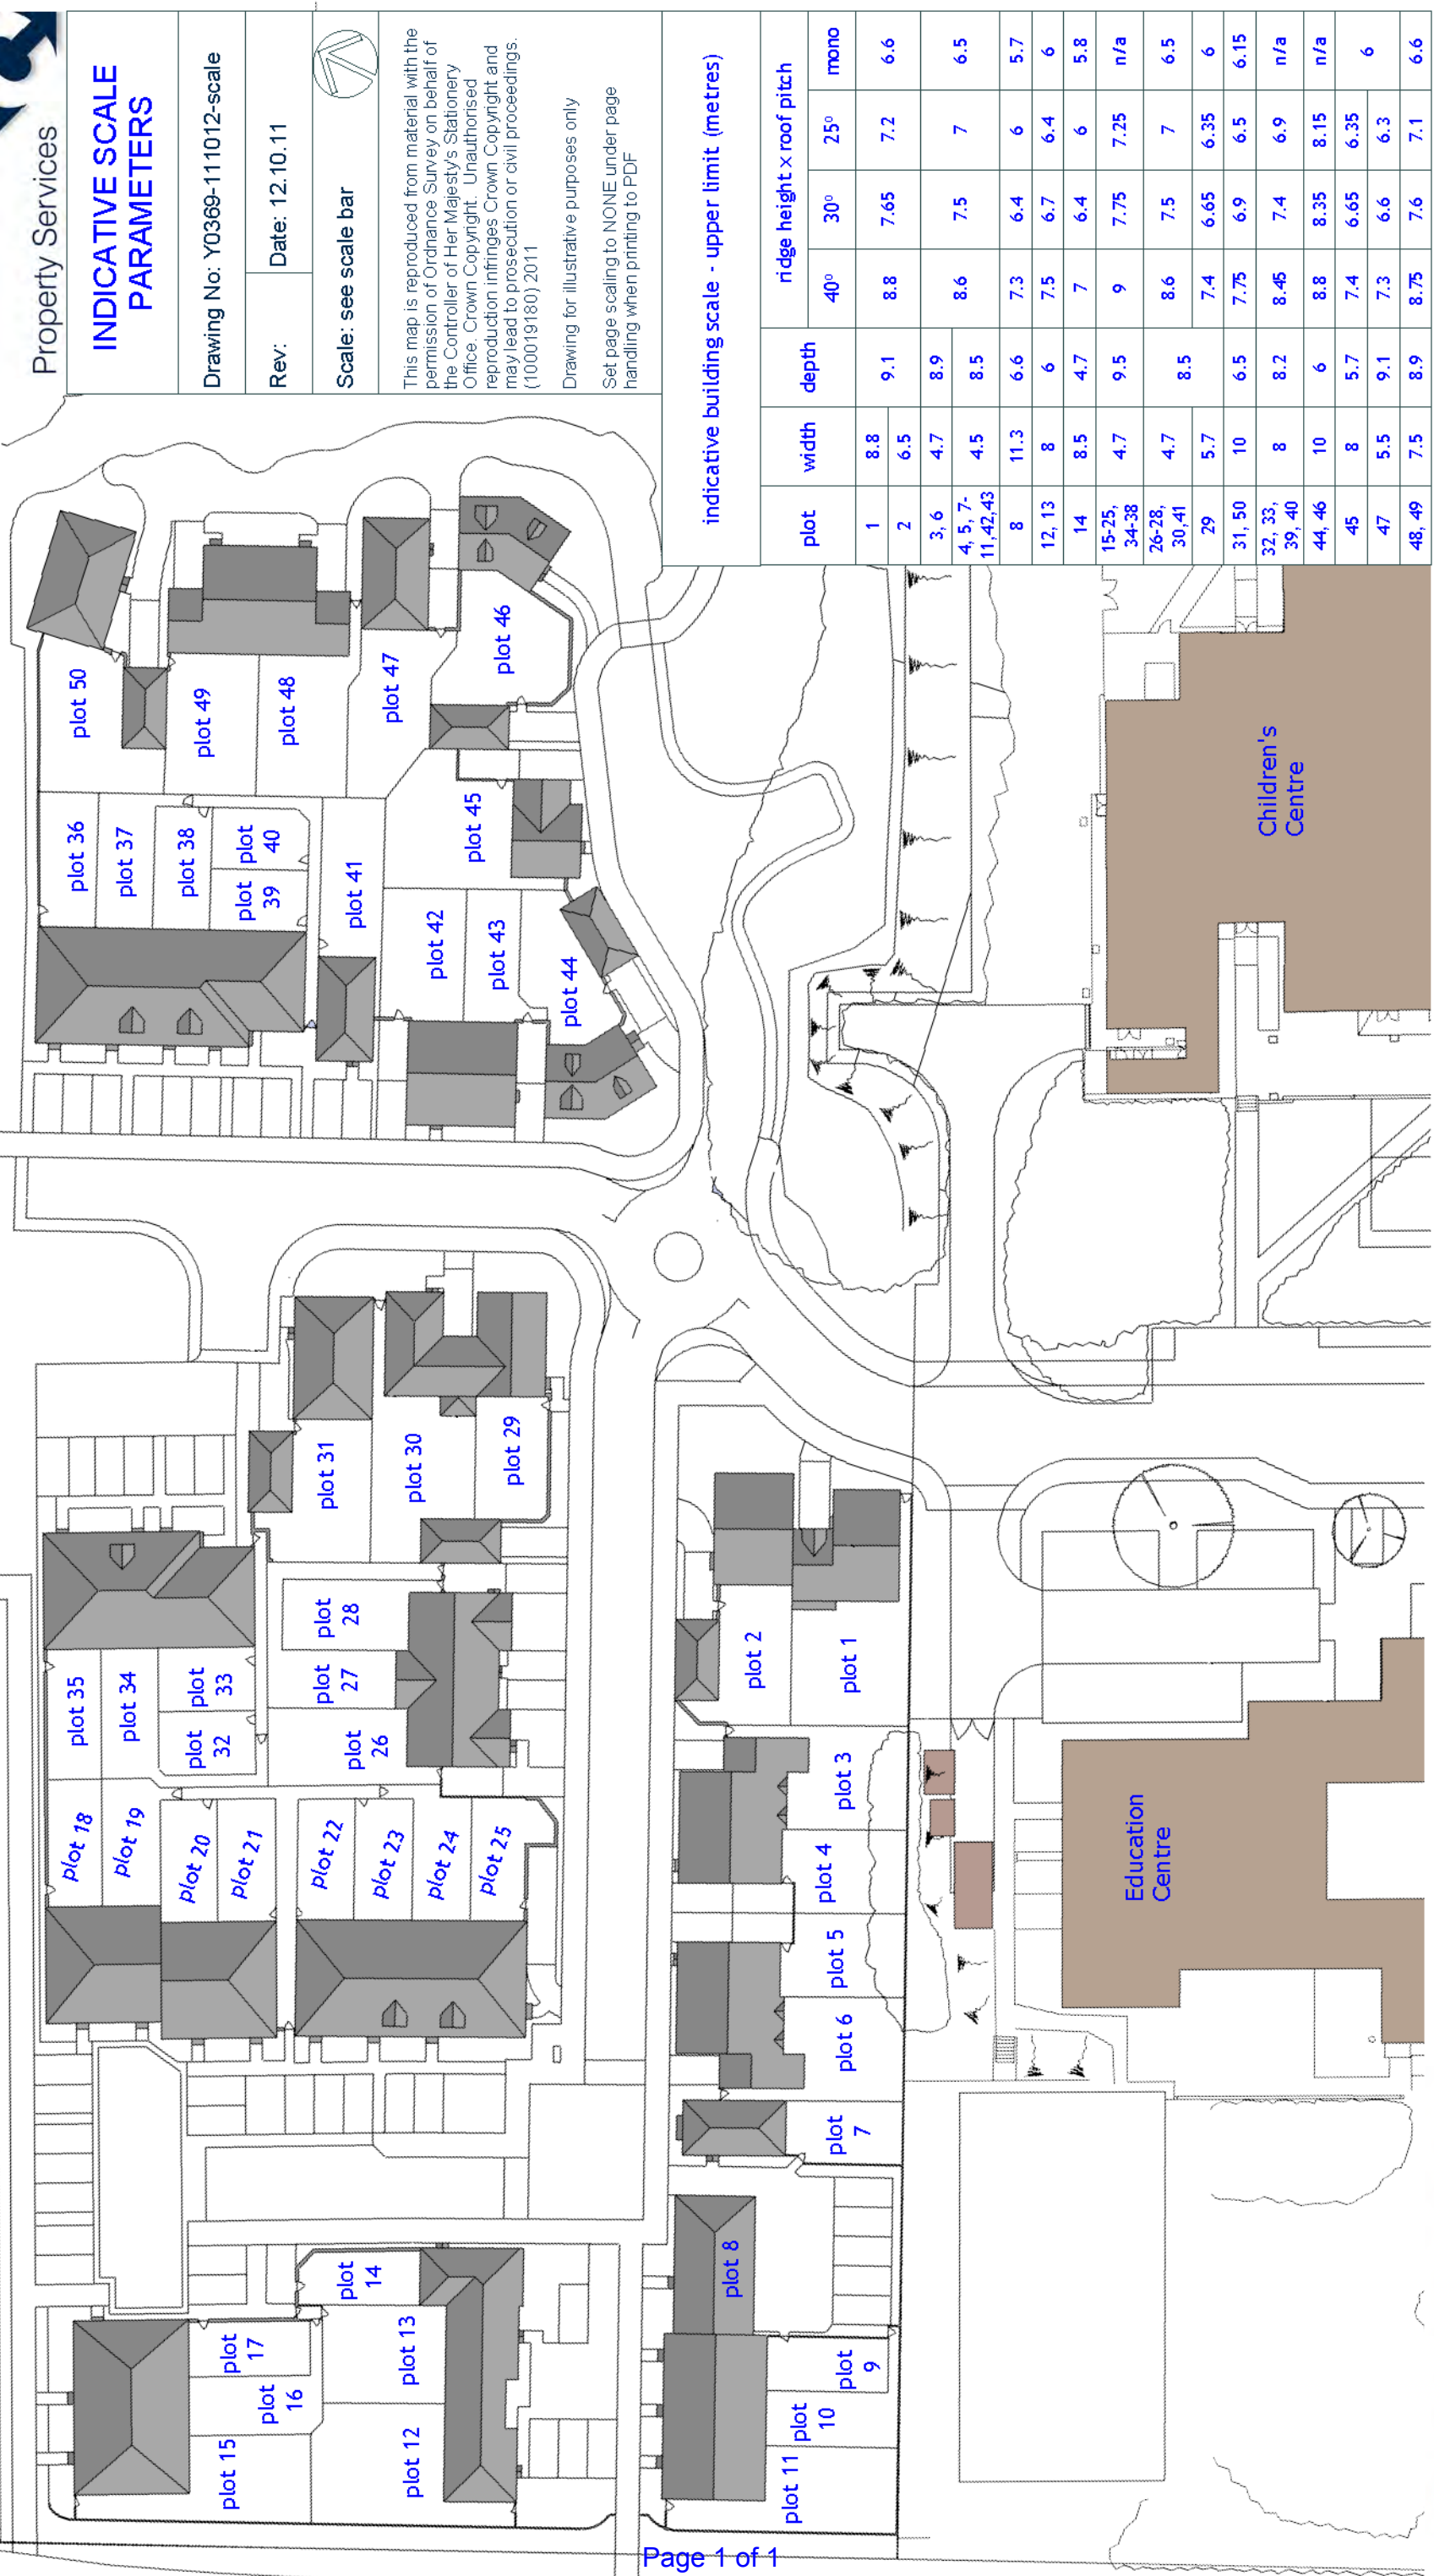 Property Services
INDICATIVE SCALE
PARAMETERS
Drawing No: Y0369-111012-scale
Rev:
Date: 12.10.11
Scale: see scale bar
This map is reproduced from material with the
permission of Ordnance Survey on behalf of
the Controller of Her Majesty's Stationery
Office. Crown Copyright. Unauthorised
reproduction infringes Crown Copyright and
may lead to prosecution or civil proceedings.
(100019180) 2011
Drawing for illustrative purposes only
Set page scaling to NONE under page
handling when printing to PDF
indicative building scale - upper limit (metres)
plot width depth ridge height x roof pitch
40º 30º 25º mono
1 8.8 9.1 8.8 7.65 7.2 6.6
2 6.5
3, 6 4.7 8.9 8.6 7.5 7 6.5
4, 5, 7-
11,42,43 4.5 8.5
8 11.3 6.6 7.3 6.4 6 5.7
12, 13 8 6 7.5 6.7 6.4 6
14 8.5 4.7 7 6.4 6 5.8
15-25,
34-38 4.7 9.5 9 7.75 7.25 n/a
26-28,
30,41 4.7 8.5 8.6 7.5 7 6.5
29 5.7 7.4 6.65 6.35 6
31, 50 10 6.5 7.75 6.9 6.5 6.15
32, 33,
39, 40 8 8.2 8.45 7.4 6.9 n/a
44, 46 10 6 8.8 8.35 8.15 n/a
45 8 5.7 7.4 6.65 6.35 6
47 5.5 9.1 7.3 6.6 6.3
48, 49 7.5 8.9 8.75 7.6 7.1 6.6
plot 50
plot 49
plot 48
plot 47
plot 46
plot 36
plot 37
plot 38
plot
40
plot
39
plot 41
plot 45
plot 42
plot 43
plot 44
Children's
Centre
plot 31
plot 30
plot 29
plot 35
plot 34
plot
33
plot
32
plot
28
plot
27
plot
26
plot 18
plot 19
plot 20
plot 21
plot 22
plot 23
plot 24
plot 25
plot 2
plot 1
plot 3
plot 4
plot 5
plot 6
plot
7
Education
Centre
plot 8
plot
9
plot
10
plot 11
plot
14
plot 13
plot 12
plot
17
plot
16
plot 15
Page 1 of 1